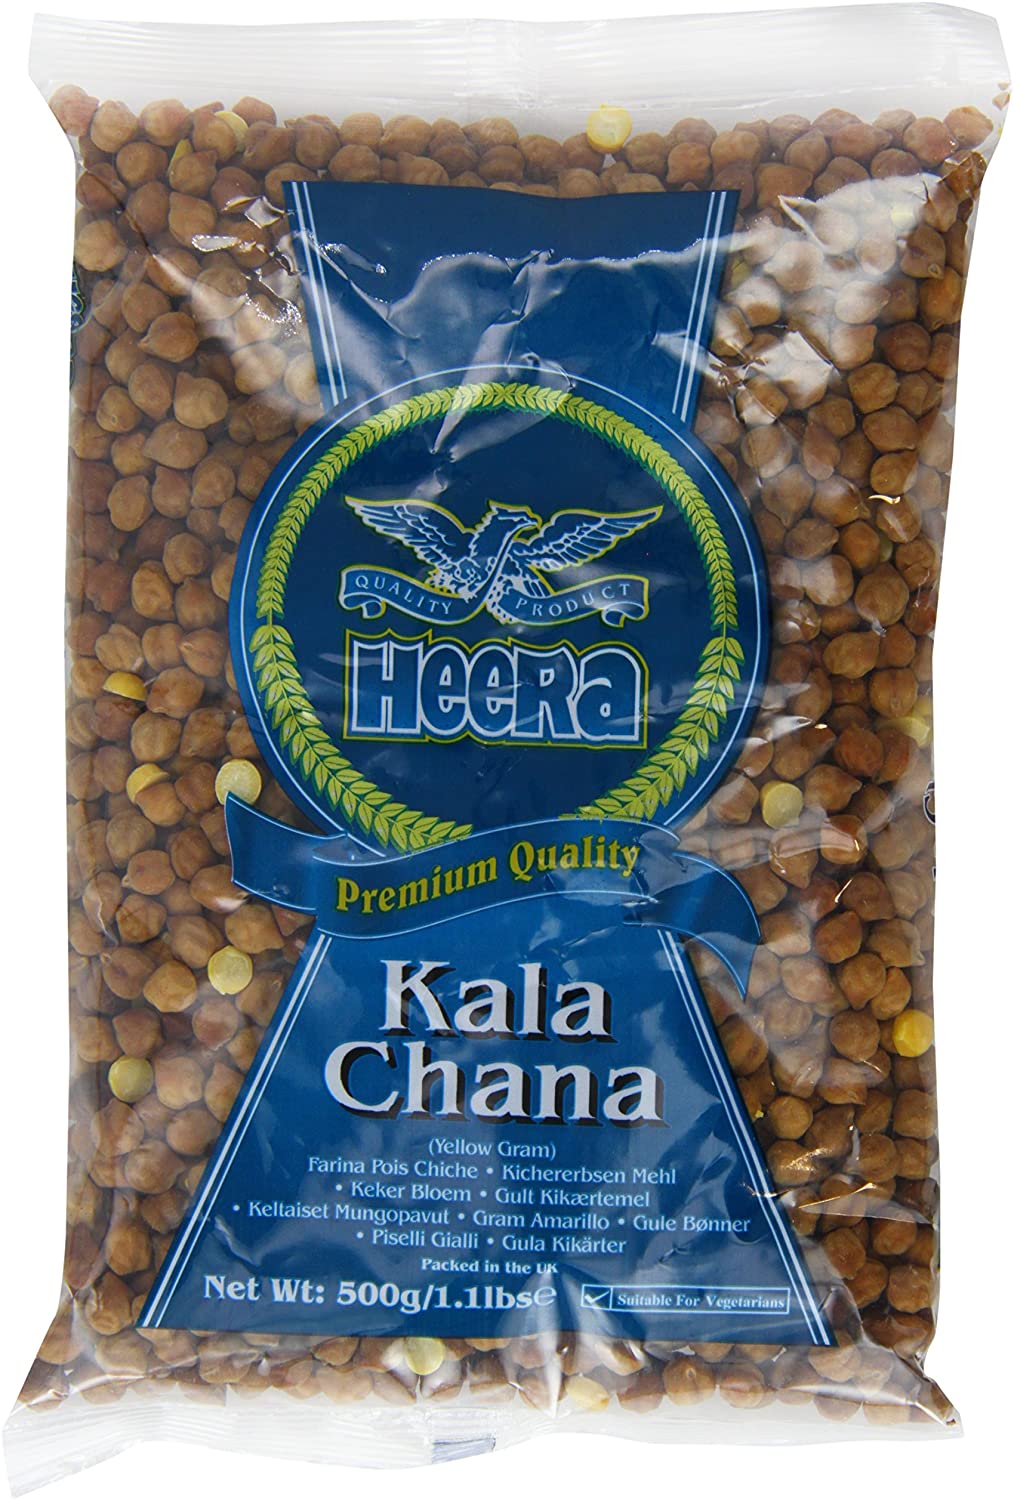 QUALITY PRODUCT
HEERA
Premium Quality
Kala
Chana
(Yellow Gram)
Farina Pois Chiche • Kichererbsen Mehl
• Keker Bloem • Gult Kikærtemel
• Keltaiset Mungopavut • Gram Amarillo • Gule Bønner
• Piselli Gialli • Gula Kikärter
Packed in the UK
Net Wt: 500g/1.1lbs℮
Suitable For Vegetarians